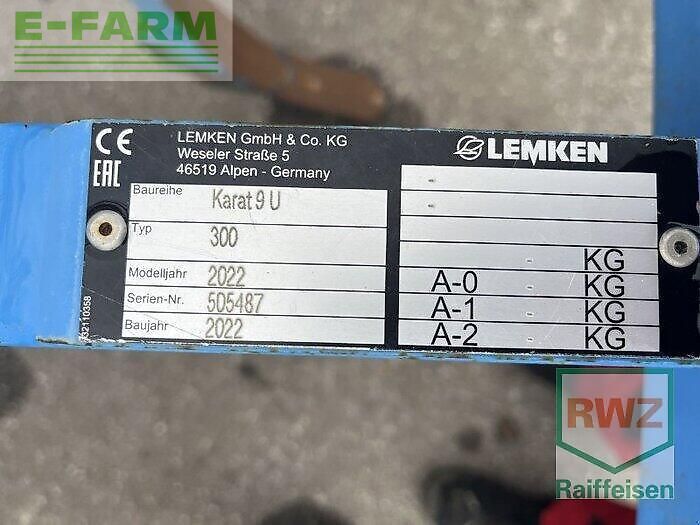 E-FARM
CE
EAC
LEMKEN GmbH & Co. KG
Weseler Straße 5
46519 Alpen - Germany
LEMKEN
Baureihe Karat 9 U
Typ 300
Modelljahr 2022
Serien-Nr. 505487
Baujahr 2022
-
-
- KG
A-0 - KG
A-1 - KG
A-2 - KG
RWZ
Raiffeisen